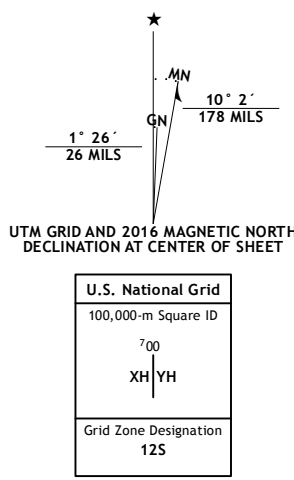 ★
MN
GN
10° 2´
178 MILS
1° 26´
26 MILS
UTM GRID AND 2016 MAGNETIC NORTH
DECLINATION AT CENTER OF SHEET
U.S. National Grid
100,000-m Square ID
⁷00
XH YH
Grid Zone Designation
12S